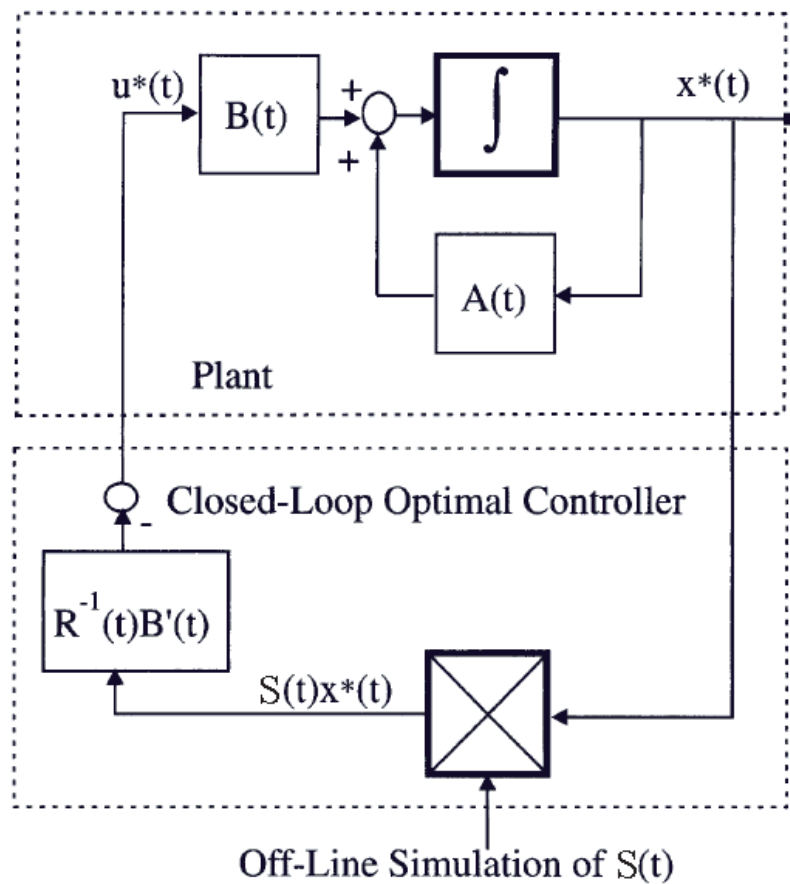 u*(t)
B(t)
+
+
∫
x*(t)
A(t)
Plant
Closed-Loop Optimal Controller
-
R⁻¹(t)B'(t)
S(t)x*(t)
Off-Line Simulation of S(t)